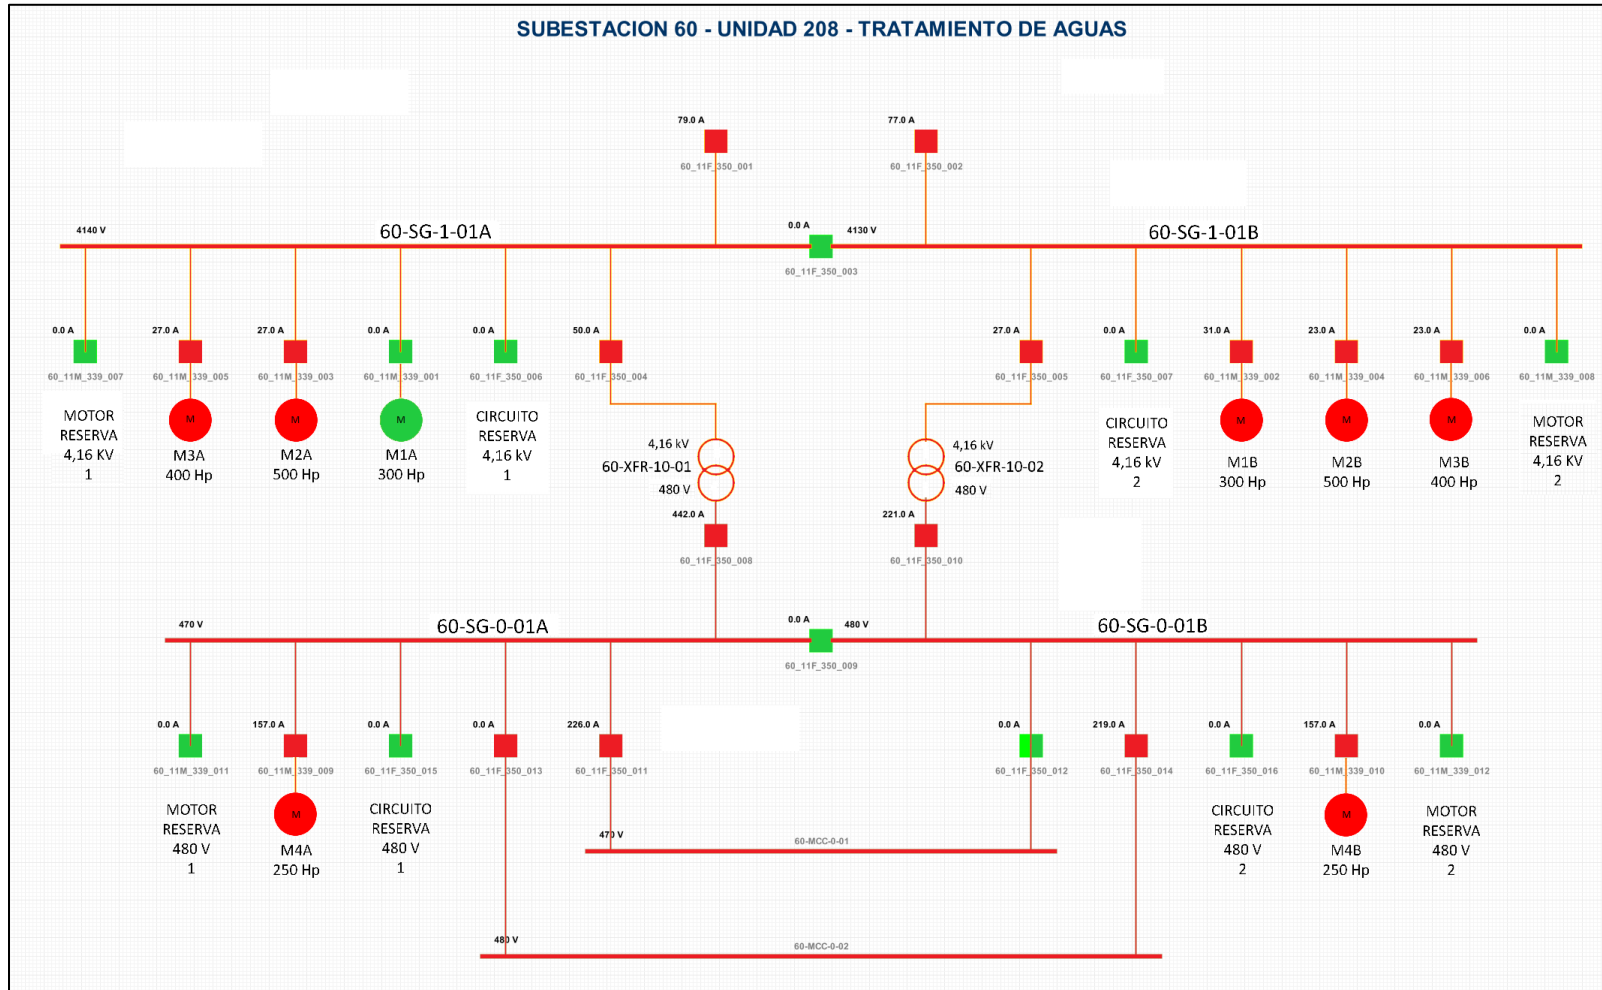 SUBESTACION 60 - UNIDAD 208 - TRATAMIENTO DE AGUAS
79.0 A
77.0 A
60_11F_350_001
60_11F_350_002
4140 V
60-SG-1-01A
0.0 A
4130 V
60-SG-1-01B
60_11F_350_003
0.0 A
27.0 A
27.0 A
0.0 A
0.0 A
50.0 A
27.0 A
0.0 A
31.0 A
23.0 A
23.0 A
0.0 A
60_11M_339_007
60_11M_339_005
60_11M_339_003
60_11M_339_001
60_11F_350_006
60_11F_350_004
60_11F_350_005
60_11F_350_007
60_11M_339_002
60_11M_339_004
60_11M_339_006
60_11M_339_008
MOTOR
RESERVA
4,16 KV
1
M
M3A
400 Hp
M
M2A
500 Hp
M
M1A
300 Hp
CIRCUITO
RESERVA
4,16 kV
1
4,16 kV
60-XFR-10-01
480 V
4,16 kV
60-XFR-10-02
480 V
CIRCUITO
RESERVA
4,16 kV
2
M
M1B
300 Hp
M
M2B
500 Hp
M
M3B
400 Hp
MOTOR
RESERVA
4,16 KV
2
442.0 A
221.0 A
60_11F_350_008
60_11F_350_010
470 V
60-SG-0-01A
0.0 A
480 V
60-SG-0-01B
60_11F_350_009
0.0 A
157.0 A
0.0 A
0.0 A
226.0 A
0.0 A
219.0 A
0.0 A
157.0 A
0.0 A
60_11M_339_011
60_11M_339_009
60_11F_350_015
60_11F_350_013
60_11F_350_011
60_11F_350_012
60_11F_350_014
60_11F_350_016
60_11M_339_010
60_11M_339_012
MOTOR
RESERVA
480 V
1
M
M4A
250 Hp
CIRCUITO
RESERVA
480 V
1
CIRCUITO
RESERVA
480 V
2
M
M4B
250 Hp
MOTOR
RESERVA
480 V
2
470 V
60-MCC-0-01
480 V
60-MCC-0-02